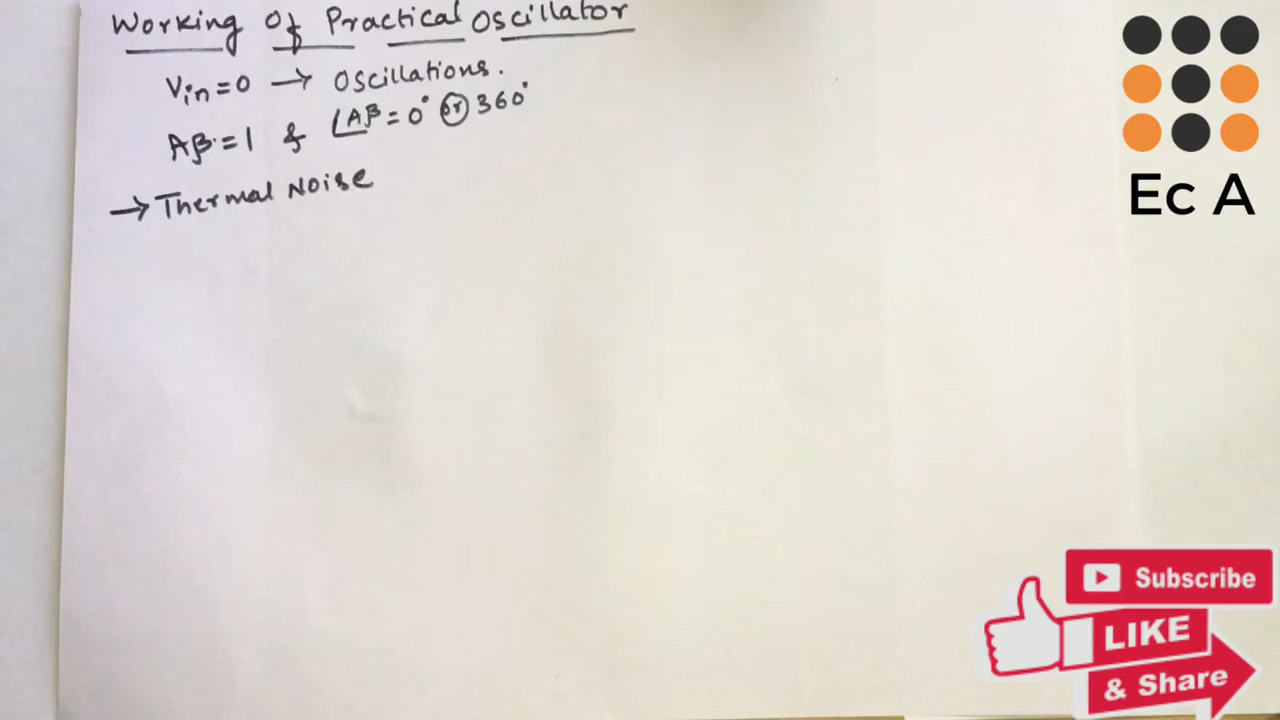 Working Of Practical Oscillator
Vin=0 → Oscillations.
Aβ=1 & ∠Aβ=0° or 360°
→ Thermal Noise
Ec A
Subscribe
LIKE
& Share